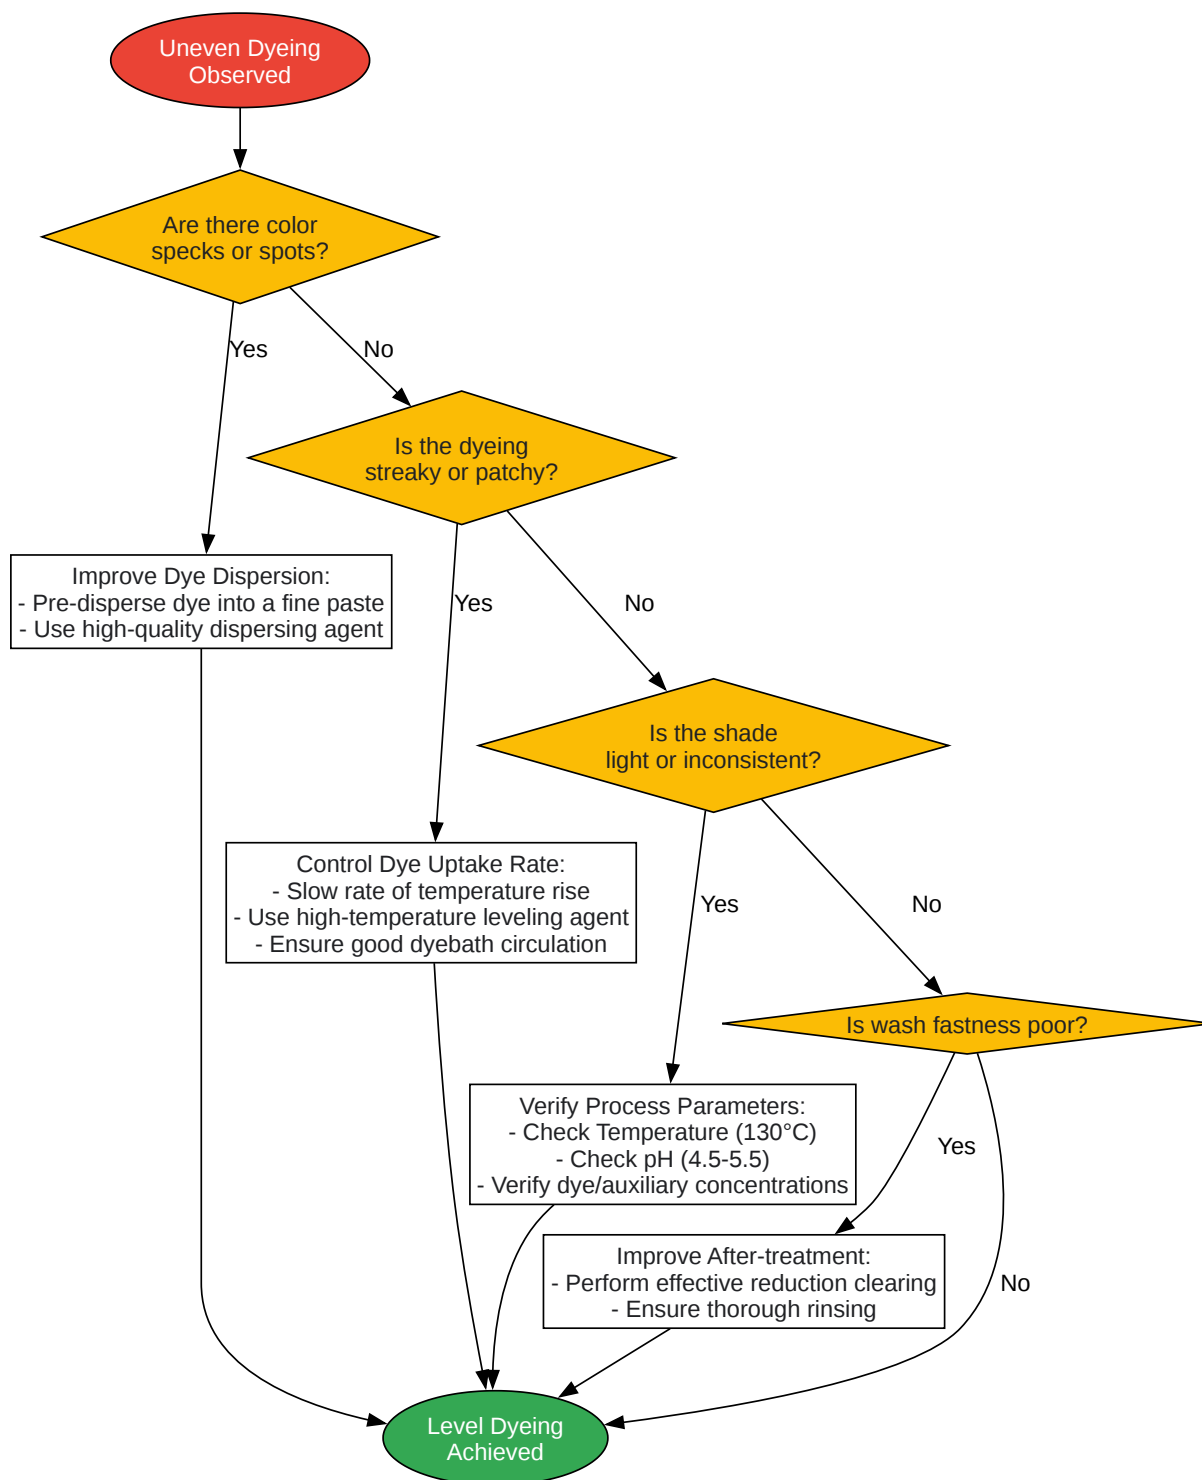 Uneven Dyeing
Observed
Are there color
specks or spots?
Yes
No
Is the dyeing
streaky or patchy?
Improve Dye Dispersion:
- Pre-disperse dye into a fine paste
- Use high-quality dispersing agent
Yes
No
Is the shade
light or inconsistent?
Control Dye Uptake Rate:
- Slow rate of temperature rise
- Use high-temperature leveling agent
- Ensure good dyebath circulation
Yes
No
Is wash fastness poor?
Verify Process Parameters:
- Check Temperature (130°C)
- Check pH (4.5-5.5)
- Verify dye/auxiliary concentrations
Yes
Improve After-treatment:
- Perform effective reduction clearing
- Ensure thorough rinsing
No
Level Dyeing
Achieved